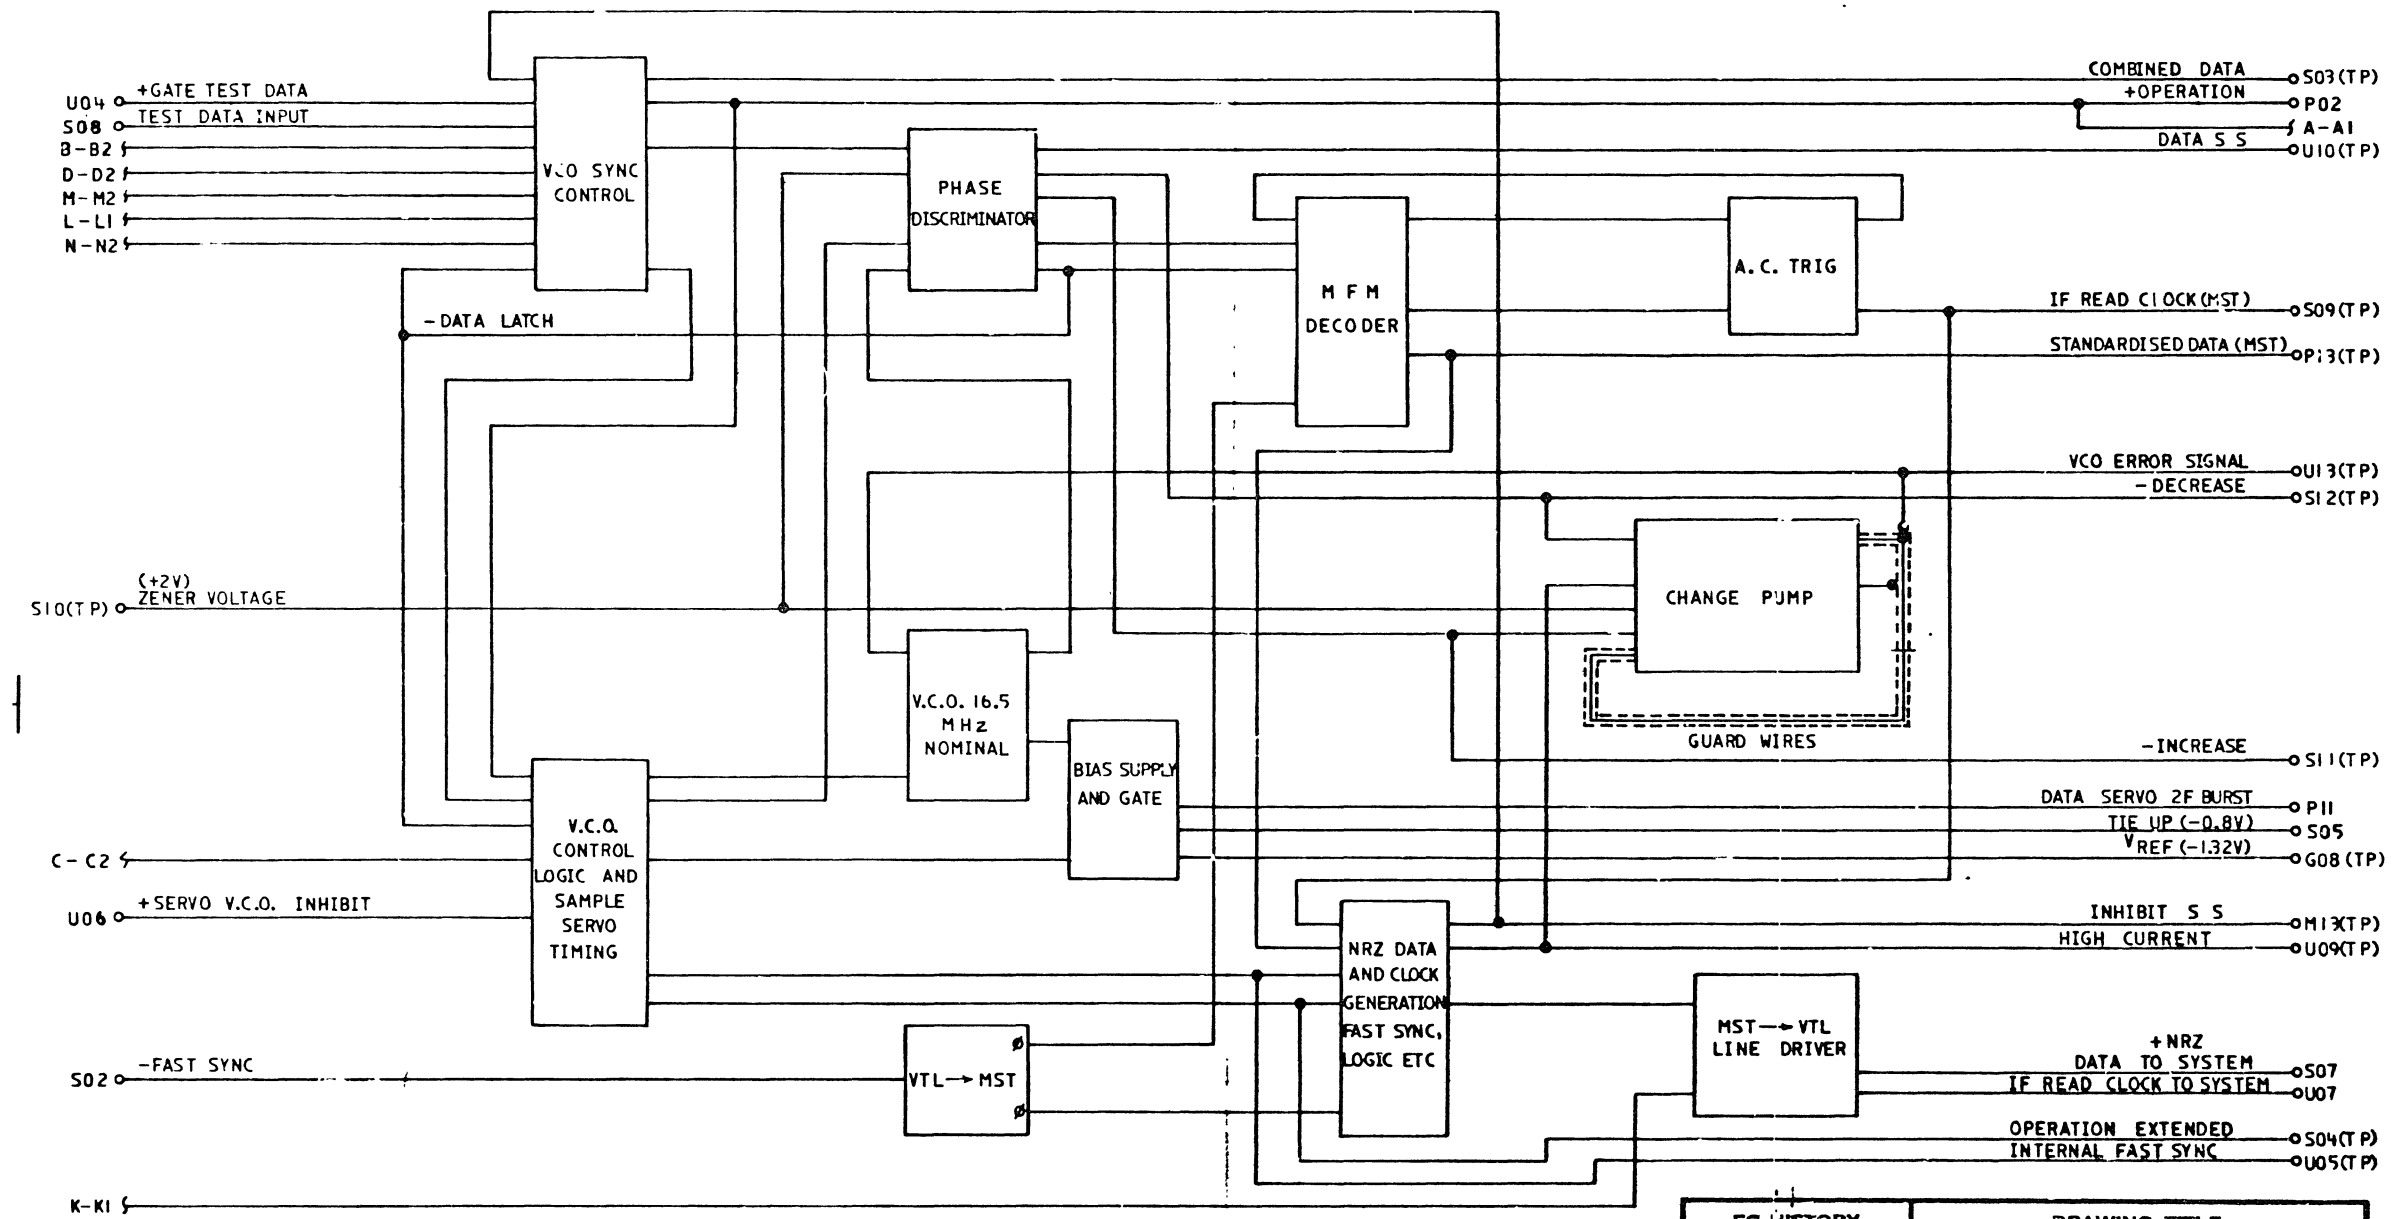 COMBINED DATA S03(TP)
U04 +GATE TEST DATA
+OPERATION P02
S08 TEST DATA INPUT
A-A1
B-B2
DATA S S U10(TP)
D-D2
M-M2
L-L1
N-N2
VCO SYNC
CONTROL
PHASE
DISCRIMINATOR
M F M
DECODER
A.C. TRIG
-DATA LATCH
IF READ CLOCK(MST) S09(TP)
STANDARDISED DATA (MST) P13(TP)
VCO ERROR SIGNAL U13(TP)
-DECREASE S12(TP)
(+2V)
S10(TP) ZENER VOLTAGE
CHANGE PUMP
GUARD WIRES
V.C.O. 16.5
MHz
NOMINAL
-INCREASE S11(TP)
BIAS SUPPLY
AND GATE
DATA SERVO 2F BURST P11
TIE UP (-0.8V) S05
VREF (-1.32V) G08(TP)
V.C.O.
CONTROL
LOGIC AND
SAMPLE
SERVO
TIMING
C-C2
U06 +SERVO V.C.O. INHIBIT
INHIBIT S S M13(TP)
HIGH CURRENT U09(TP)
NRZ DATA
AND CLOCK
GENERATION
FAST SYNC,
LOGIC ETC
S02 -FAST SYNC
VTL→MST
MST→VTL
LINE DRIVER
+NRZ
DATA TO SYSTEM S07
IF READ CLOCK TO SYSTEM U07
OPERATION EXTENDED S04(TP)
INTERNAL FAST SYNC U05(TP)
K-K1
EC HISTORY
DRAWING TITLE